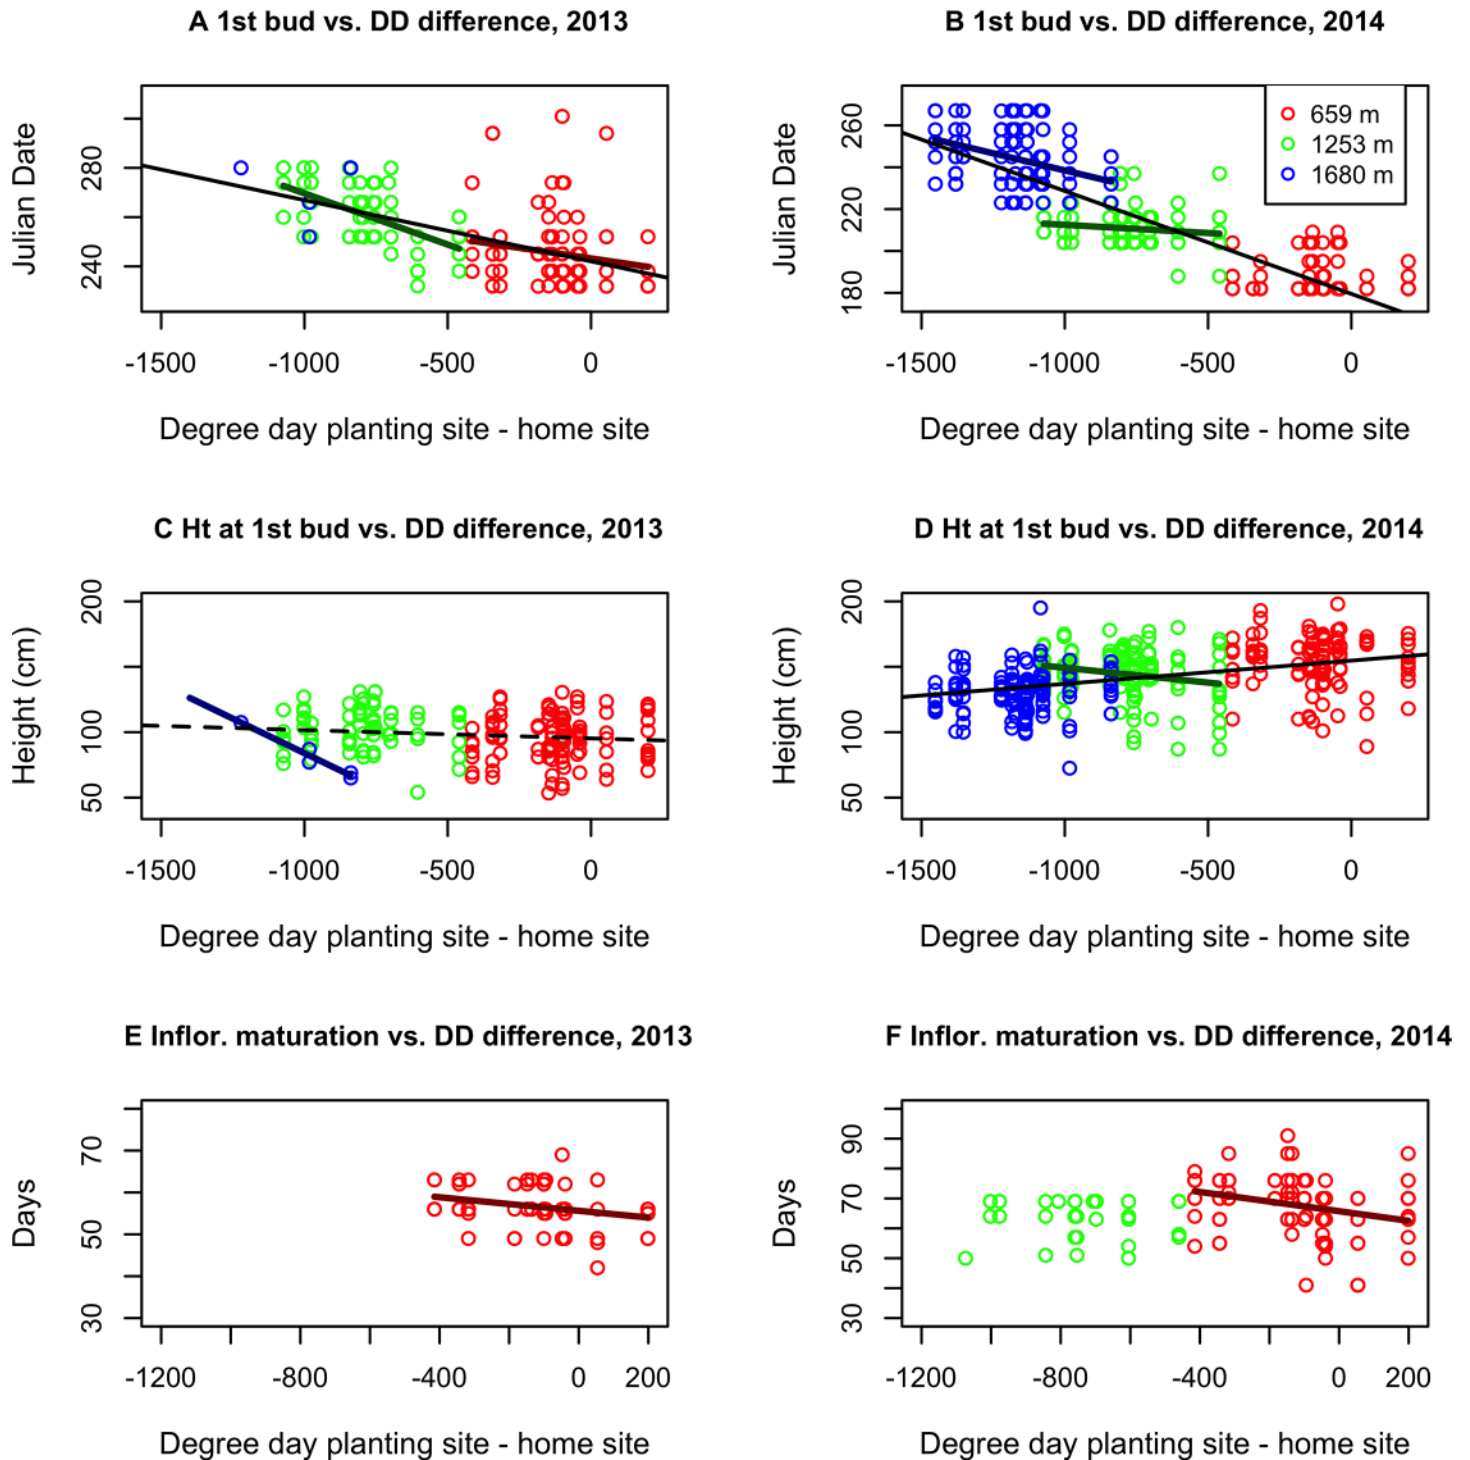 A 1st bud vs. DD difference, 2013
Julian Date
280
240
-1500
-1000
-500
0
Degree day planting site - home site
B 1st bud vs. DD difference, 2014
Julian Date
260
220
180
659 m
1253 m
1680 m
-1500
-1000
-500
0
Degree day planting site - home site
C Ht at 1st bud vs. DD difference, 2013
Height (cm)
200
100
50
-1500
-1000
-500
0
Degree day planting site - home site
D Ht at 1st bud vs. DD difference, 2014
Height (cm)
200
100
50
-1500
-1000
-500
0
Degree day planting site - home site
E Inflor. maturation vs. DD difference, 2013
Days
70
50
30
-1200
-800
-400
0
200
Degree day planting site - home site
F Inflor. maturation vs. DD difference, 2014
Days
90
70
50
30
-1200
-800
-400
0
200
Degree day planting site - home site